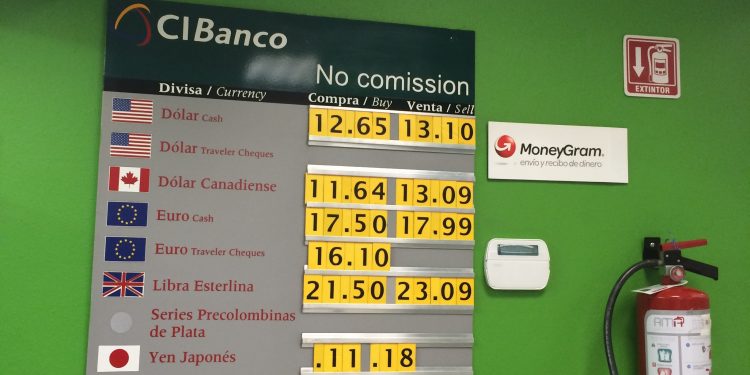 CIBanco
No comission
Divisa / Currency Compra / Buy Venta / Sell
Dólar Cash 12.65 13.10
Dólar Traveler Cheques
Dólar Canadiense 11.64 13.09
Euro Cash 17.50 17.99
Euro Traveler Cheques 16.10
Libra Esterlina 21.50 23.09
Series Precolombinas
de Plata
Yen Japonés .11 .18
EXTINTOR
MoneyGram
envío y recibo de dinero